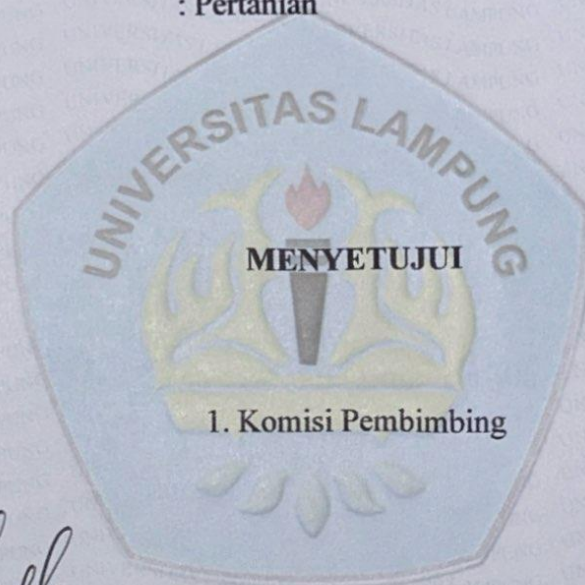 : Pertanian
UNIVERSITAS LAMPUNG
MENYETUJUI
1. Komisi Pembimbing